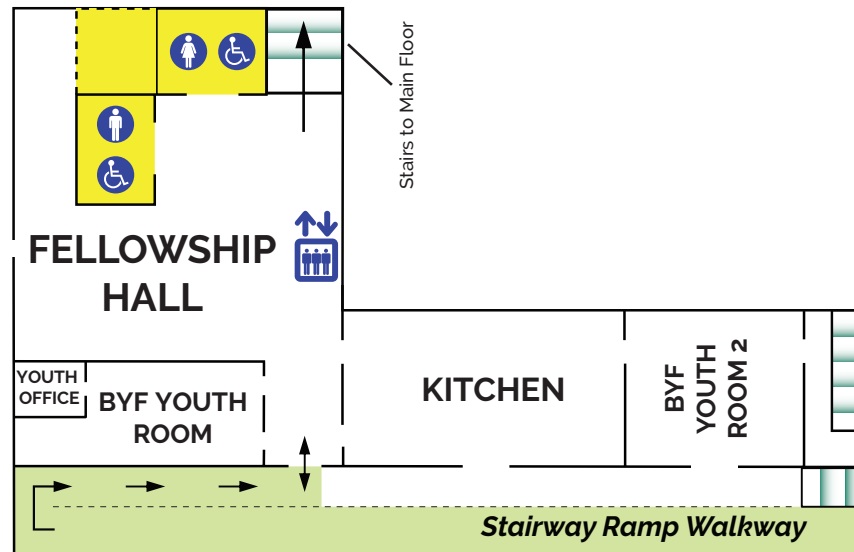 Stairs to Main Floor
FELLOWSHIP
HALL
YOUTH
OFFICE
BYF YOUTH
ROOM
KITCHEN
BYF
YOUTH
ROOM 2
Stairway Ramp Walkway